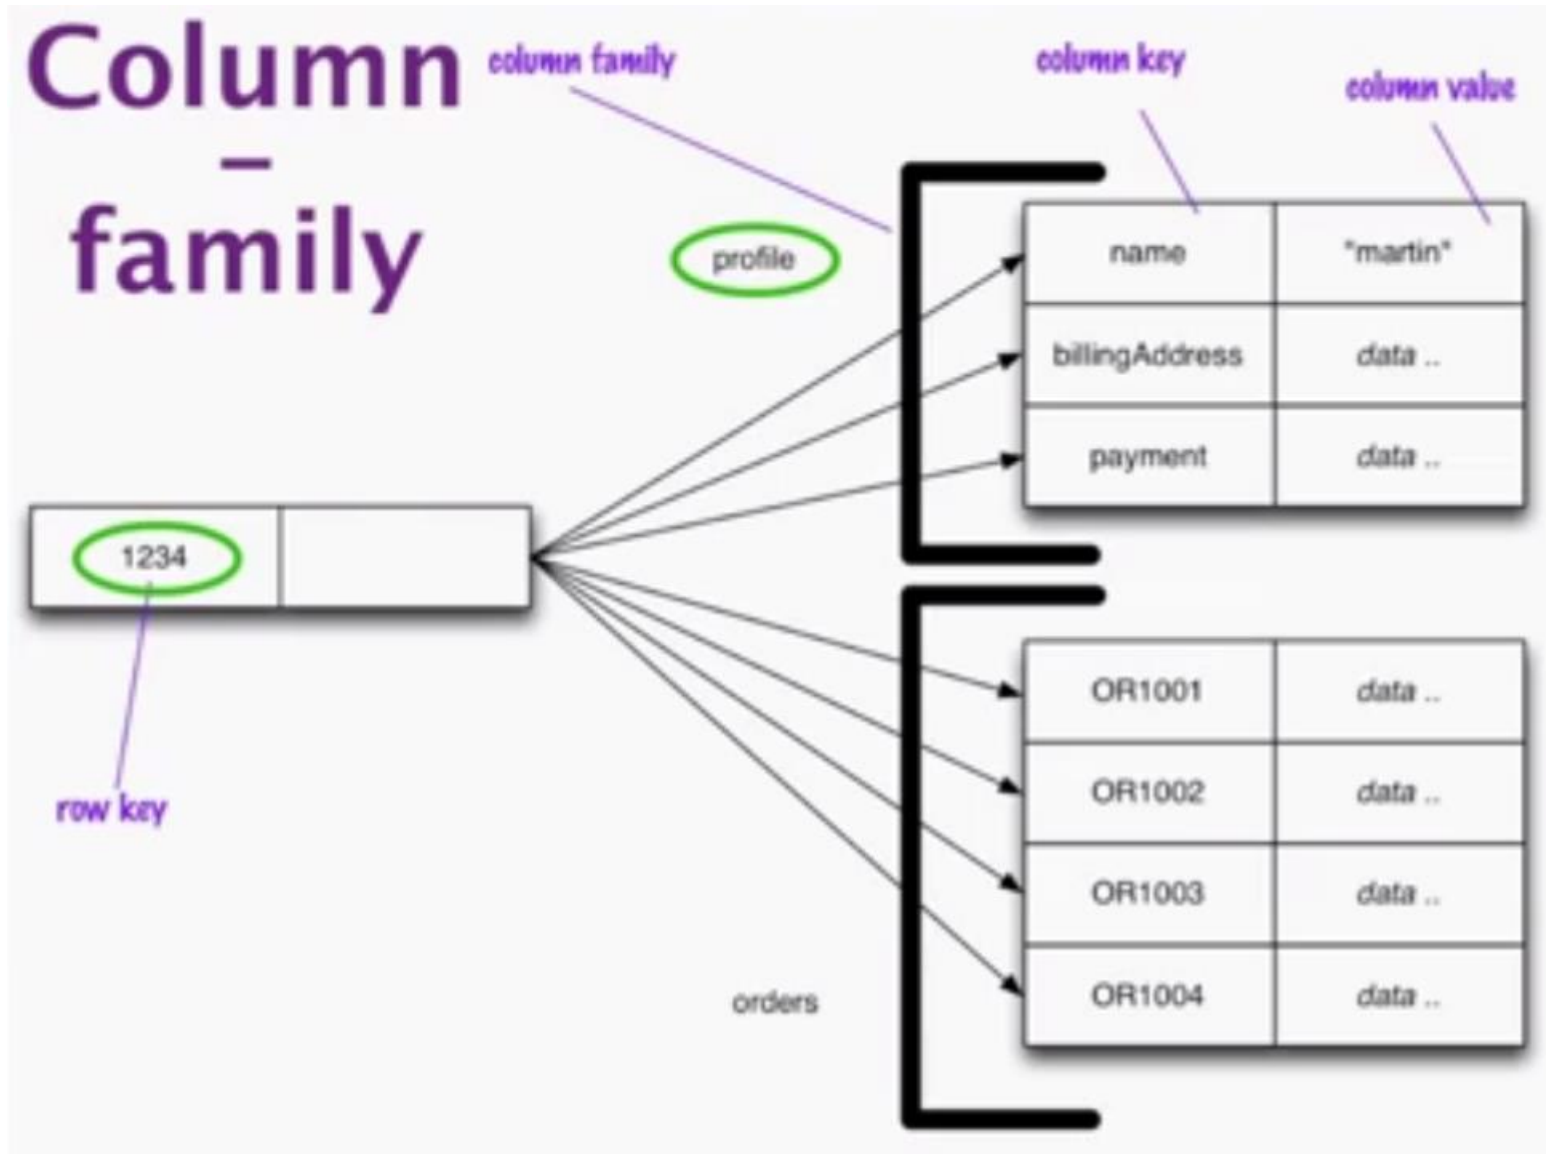 Column
–
family
column family
column key
column value
profile
name "martin"
billingAddress data ..
payment data ..
1234
row key
OR1001 data ..
OR1002 data ..
OR1003 data ..
OR1004 data ..
orders